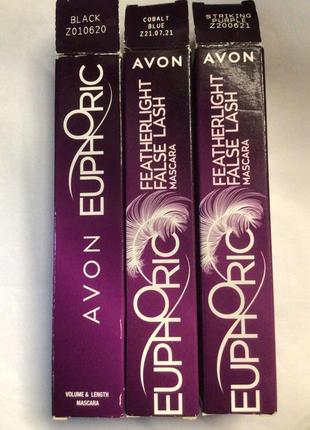 BLACK
Z010620
AVON EUPHORIC
VOLUME & LENGTH
MASCARA
COBALT
BLUE
Z21.07.21
AVON
FEATHERLIGHT
FALSE LASH
MASCARA
EUPHORIC
STRIKING
PURPLE
Z200621
AVON
FEATHERLIGHT
FALSE LASH
MASCARA
EUPHORIC